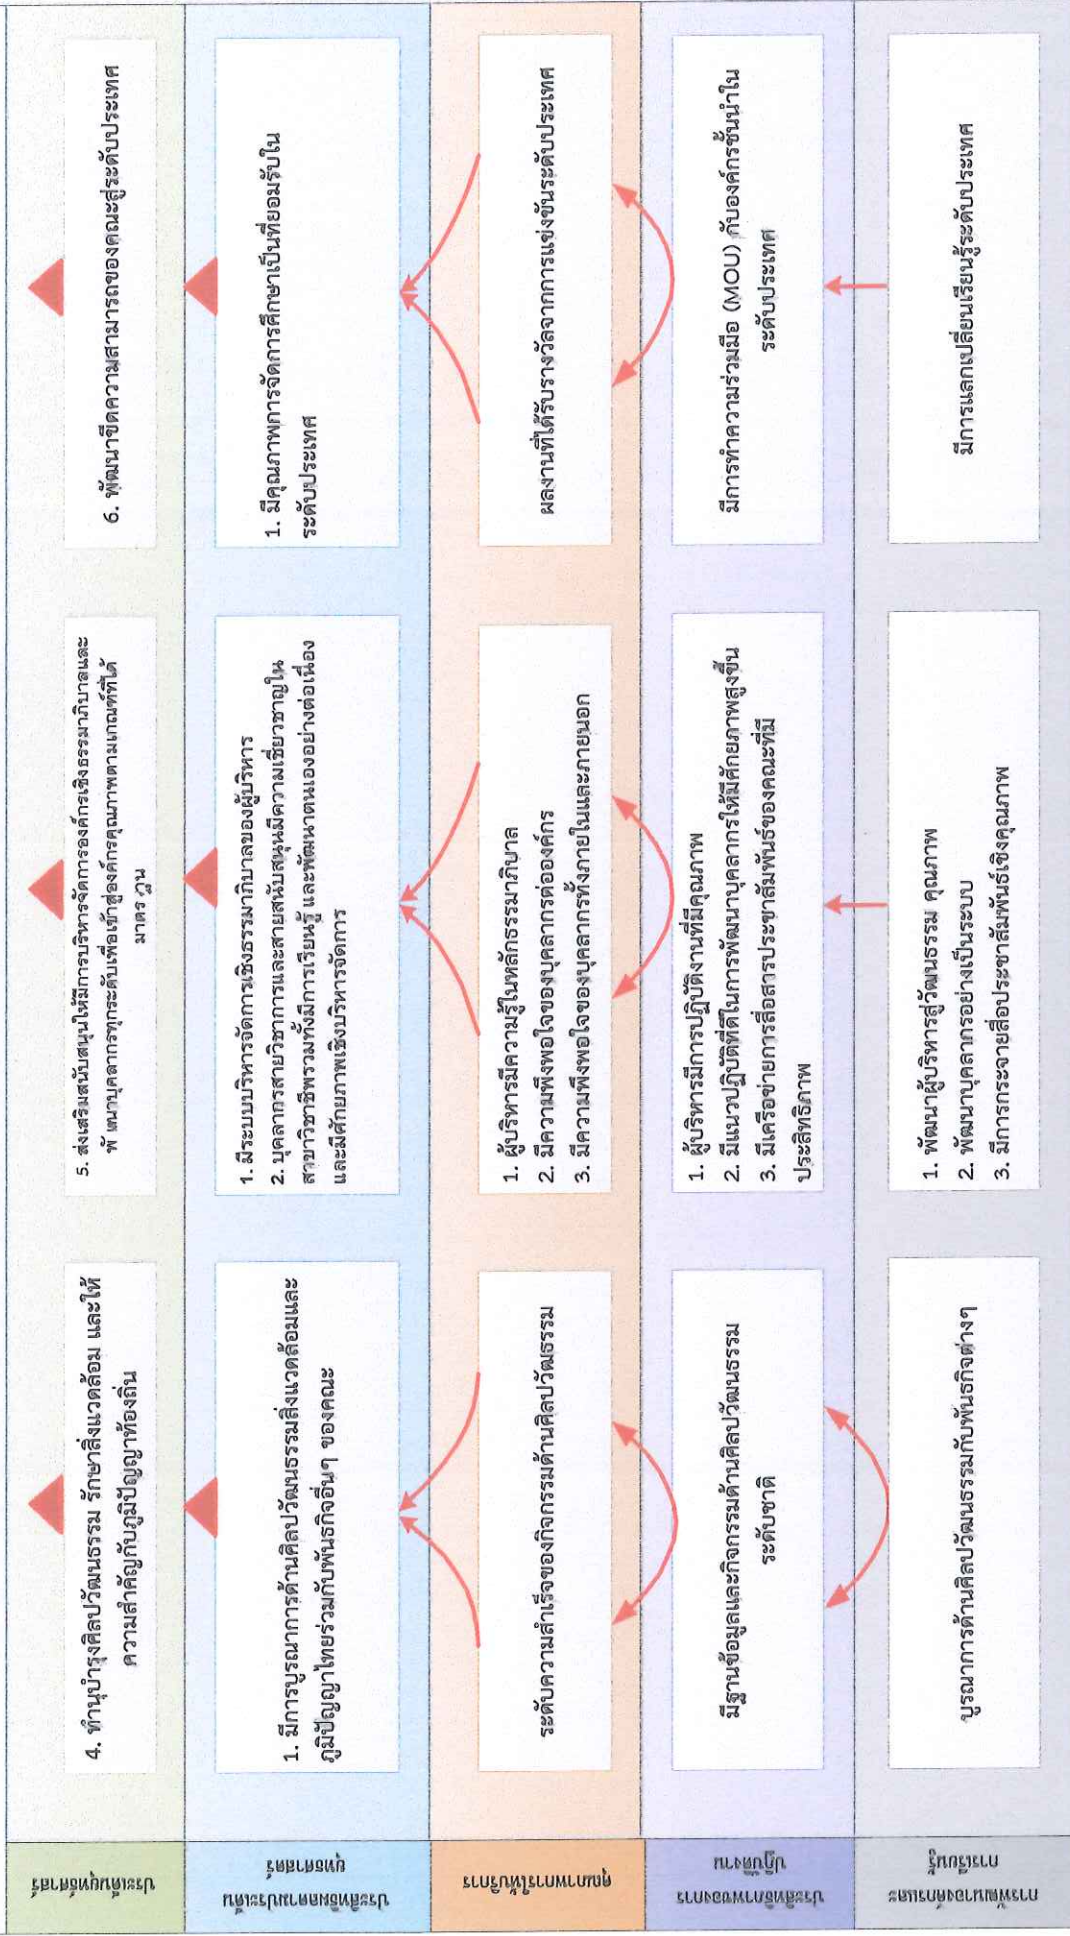 ประเด็นยุทธศาสตร์
4. ทำนุบำรุงศิลปวัฒนธรรม รักษาสิ่งแวดล้อม และให้
ความสำคัญกับภูมิปัญญาท้องถิ่น
5. ส่งเสริมสนับสนุนให้มีการบริหารจัดการองค์กรเชิงธรรมาภิบาลและ
พัฒนาบุคลากรทุกระดับเพื่อเข้าสู่องค์กรคุณภาพตามเกณฑ์ที่ได้
มาตรฐาน
6. พัฒนาขีดความสามารถของคณะสู่ระดับประเทศ
ประสิทธิผลตามประเด็น
ยุทธศาสตร์
1. มีการบูรณาการด้านศิลปวัฒนธรรมสิ่งแวดล้อมและ
ภูมิปัญญาไทยร่วมกับพันธกิจอื่นๆ ของคณะ
1. มีระบบบริหารจัดการเชิงธรรมาภิบาลของผู้บริหาร
2. บุคลากรสายวิชาการและสายสนับสนุนมีความเชี่ยวชาญใน
สาขาวิชาชีพรวมทั้งมีการเรียนรู้ และพัฒนาตนเองอย่างต่อเนื่อง
และมีศักยภาพเชิงบริหารจัดการ
1. มีคุณภาพการจัดการศึกษาเป็นที่ยอมรับใน
ระดับประเทศ
คุณภาพการให้บริการ
ระดับความสำเร็จของกิจกรรมด้านศิลปวัฒนธรรม
1. ผู้บริหารมีความรู้ในหลักธรรมาภิบาล
2. มีความพึงพอใจของบุคลากรต่อองค์กร
3. มีความพึงพอใจของบุคลากรทั้งภายในและภายนอก
ผลงานที่ได้รับรางวัลจากการแข่งขันระดับประเทศ
ประสิทธิภาพของการ
ปฏิบัติงาน
มีฐานข้อมูลและกิจกรรมด้านศิลปวัฒนธรรม
ระดับชาติ
1. ผู้บริหารมีการปฏิบัติงานที่มีคุณภาพ
2. มีแนวปฏิบัติที่ดีในการพัฒนาบุคลากรให้มีศักยภาพสูงขึ้น
3. มีเครือข่ายการสื่อสารประชาสัมพันธ์ของคณะที่มี
ประสิทธิภาพ
มีการทำความร่วมมือ (MOU) กับองค์กรชั้นนำใน
ระดับประเทศ
การพัฒนาองค์กรและ
การเรียนรู้
บูรณาการด้านศิลปวัฒนธรรมกับพันธกิจต่างๆ
1. พัฒนาผู้บริหารสู่วัฒนธรรม คุณภาพ
2. พัฒนาบุคลากรอย่างเป็นระบบ
3. มีการกระจายสื่อประชาสัมพันธ์เชิงคุณภาพ
มีการแลกเปลี่ยนเรียนรู้ระดับประเทศ